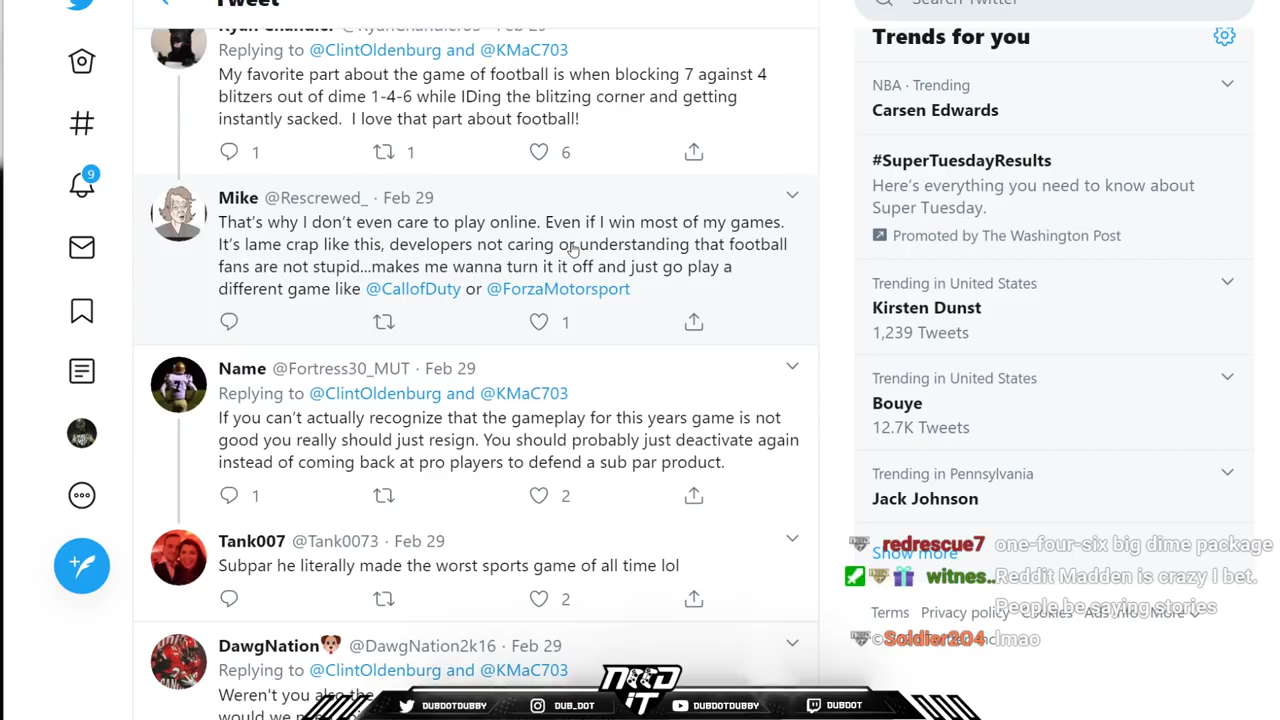 Tweet
Search Twitter
Ryan Chandler
Feb 29
Replying to @ClintOldenburg and @KMaC703
My favorite part about the game of football is when blocking 7 against 4
blitzers out of dime 1-4-6 while IDing the blitzing corner and getting
instantly sacked.  I love that part about football!
1
1
6
Mike @Rescrewed_ · Feb 29
That's why I don't even care to play online. Even if I win most of my games.
It's lame crap like this, developers not caring or understanding that football
fans are not stupid...makes me wanna turn it it off and just go play a
different game like @CallofDuty or @ForzaMotorsport
1
Name @Fortress30_MUT · Feb 29
Replying to @ClintOldenburg and @KMaC703
If you can't actually recognize that the gameplay for this years game is not
good you really should just resign. You should probably just deactivate again
instead of coming back at pro players to defend a sub par product.
1
2
Tank007 @Tank0073 · Feb 29
Subpar he literally made the worst sports game of all time lol
2
DawgNation @DawgNation2k16 · Feb 29
Replying to @ClintOldenburg and @KMaC703
Weren't you also the
9
Trends for you
NBA · Trending
Carsen Edwards
#SuperTuesdayResults
Here's everything you need to know about
Super Tuesday.
Promoted by The Washington Post
Trending in United States
Kirsten Dunst
1,239 Tweets
Trending in United States
Bouye
12.7K Tweets
Trending in Pennsylvania
Jack Johnson
Show more
Terms Privacy policy Cookies Ads info More
redrescue7 one-four-six big dime package
witnes.. Reddit Madden is crazy I bet.
People be saying stories
Soldier204 lmao
NEED IT
DUBDOTDUBBY
DUB_DOT
DUBDOTDUBBY
DUBDOT